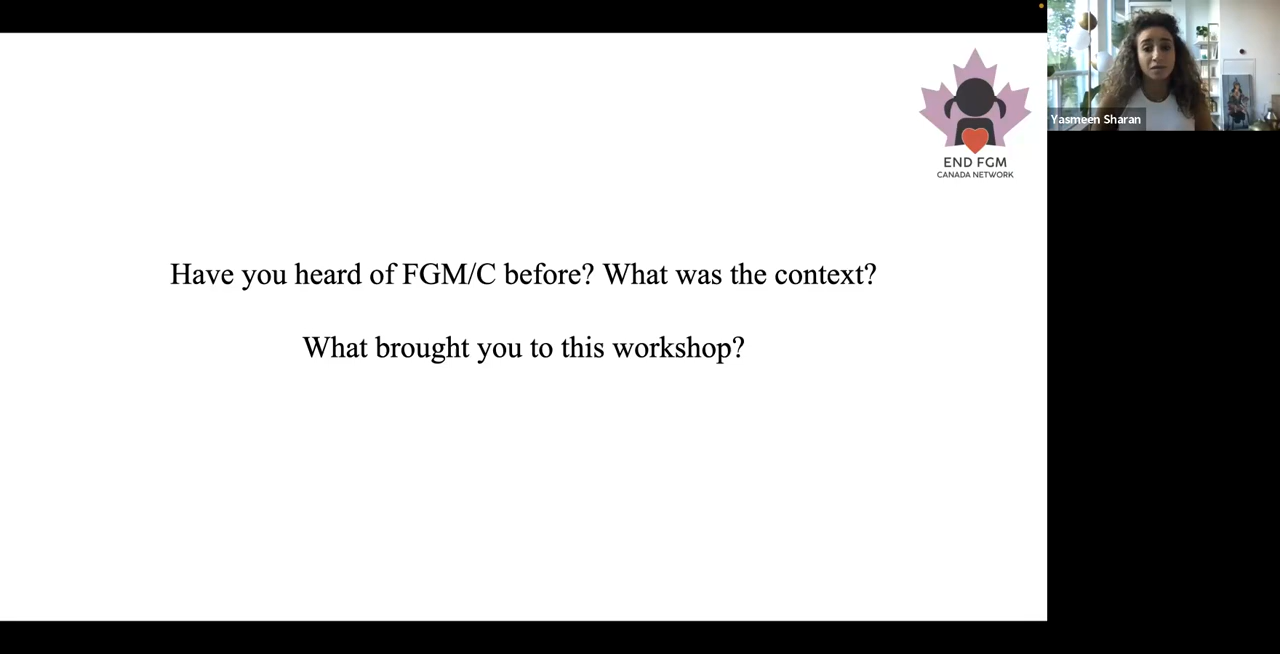 END FGM
CANADA NETWORK
Have you heard of FGM/C before? What was the context?
What brought you to this workshop?
Yasmeen Sharan